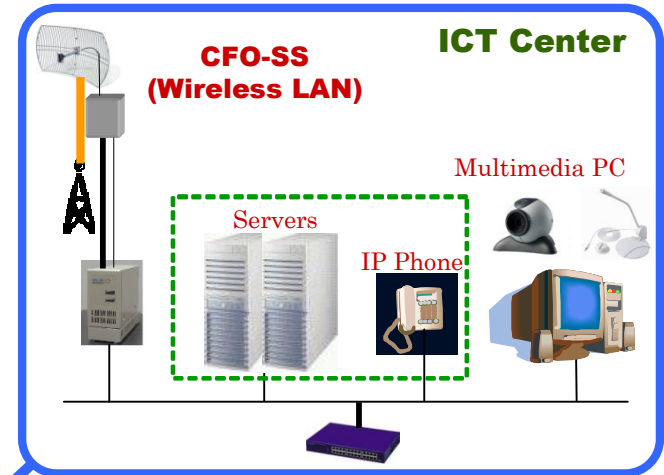 ICT Center
CFO-SS
(Wireless LAN)
Multimedia PC
Servers
IP Phone